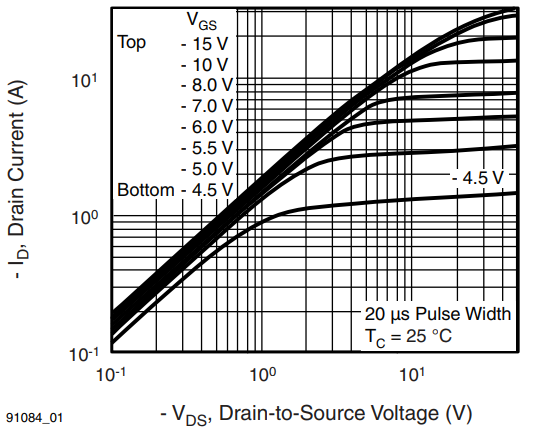 VGS
Top - 15 V
- 10 V
- 8.0 V
- 7.0 V
- 6.0 V
- 5.5 V
- 5.0 V
Bottom - 4.5 V
- 4.5 V
20 µs Pulse Width
TC = 25 °C
10¹
10⁰
10-1
10-1
10⁰
10¹
- ID, Drain Current (A)
- VDS, Drain-to-Source Voltage (V)
91084_01